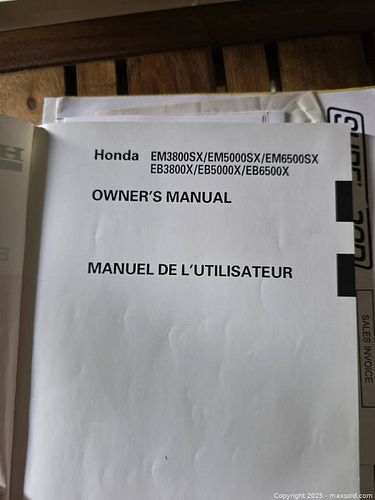 Honda EM3800SX/EM5000SX/EM6500SX
EB3800X/EB5000X/EB6500X
OWNER'S MANUAL
MANUEL DE L'UTILISATEUR
SALES INVOICE
Copyright 2025 - maxsold.com